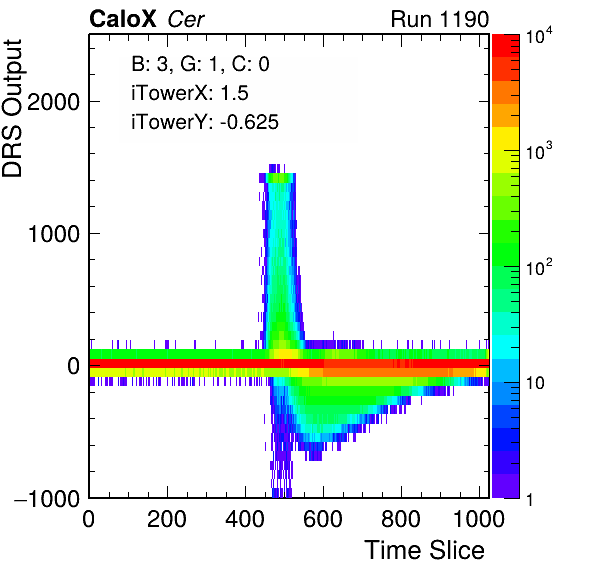 CaloX Cer Run 1190
B: 3, G: 1, C: 0
iTowerX: 1.5
iTowerY: -0.625
DRS Output
2000
1000
0
−1000
0 200 400 600 800 1000
Time Slice
10⁴
10³
10²
10
1